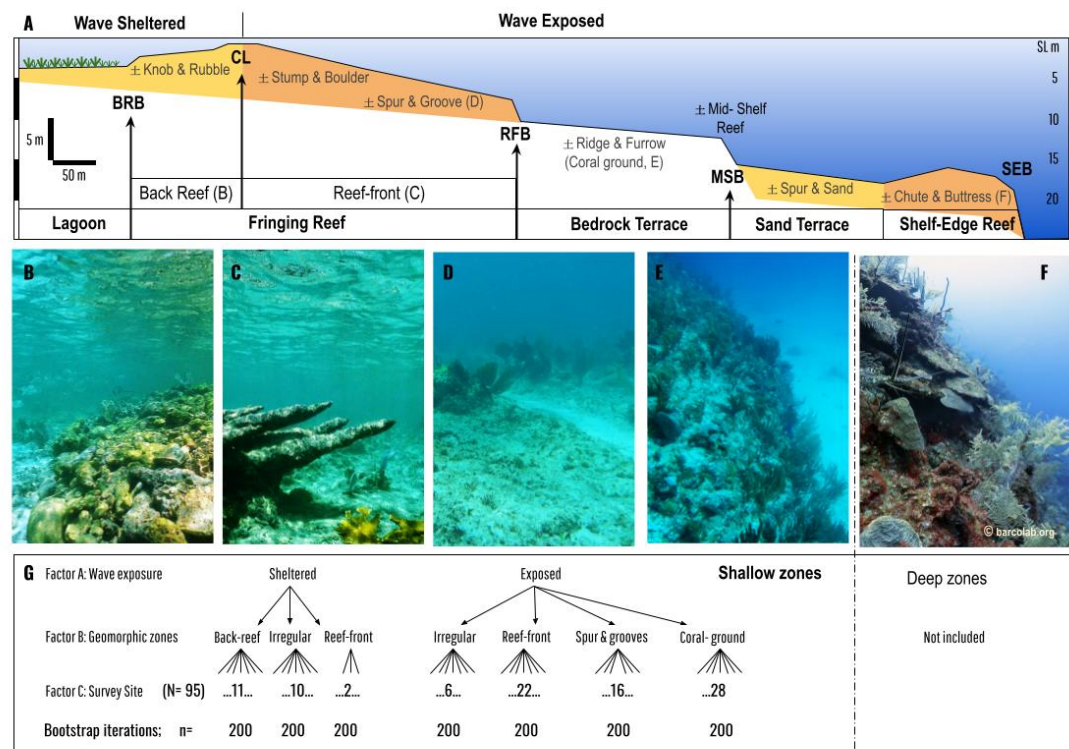 A
Wave Sheltered
Wave Exposed
SL m
CL
± Knob & Rubble
± Stump & Boulder
5
BRB
± Spur & Groove (D)
± Mid- Shelf
Reef
10
5 m
RFB
± Ridge & Furrow
(Coral ground, E)
15
50 m
MSB
SEB
Back Reef (B)
Reef-front (C)
± Spur & Sand
± Chute & Buttress (F)
20
Lagoon
Fringing Reef
Bedrock Terrace
Sand Terrace
Shelf-Edge Reef
B
C
D
E
F
© barcolab.org
G
Factor A: Wave exposure
Sheltered
Exposed
Shallow zones
Deep zones
Factor B: Geomorphic zones
Back-reef
Irregular
Reef-front
Irregular
Reef-front
Spur & grooves
Coral- ground
Not included
Factor C: Survey Site
(N= 95)
...11...
...10...
...2...
...6...
...22...
...16...
...28
Bootstrap iterations;
n=
200
200
200
200
200
200
200